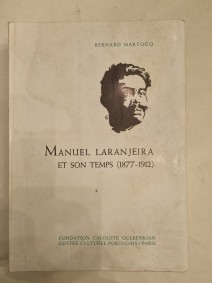 BERNARD MARTOCQ
MANUEL LARANJEIRA
ET SON TEMPS (1877-1912)
FONDATION CALOUSTE GULBENKIAN
CENTRE CULTUREL PORTUGAIS-PARIS